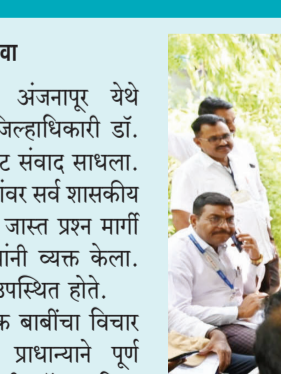 वा
अंजनापूर येथे
जिल्हाधिकारी डॉ.
ट संवाद साधला.
ांवर सर्व शासकीय
जास्त प्रश्न मार्गी
ांनी व्यक्त केला.
उपस्थित होते.
क बाबींचा विचार
प्राधान्याने पूर्ण